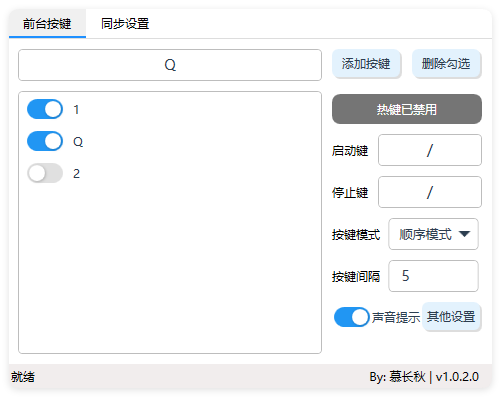 前台按键 同步设置
Q
添加按键 删除勾选
1
Q
2
热键已禁用
启动键 /
停止键 /
按键模式 顺序模式
按键间隔 5
声音提示 其他设置
就绪 By: 慕长秋 | v1.0.2.0